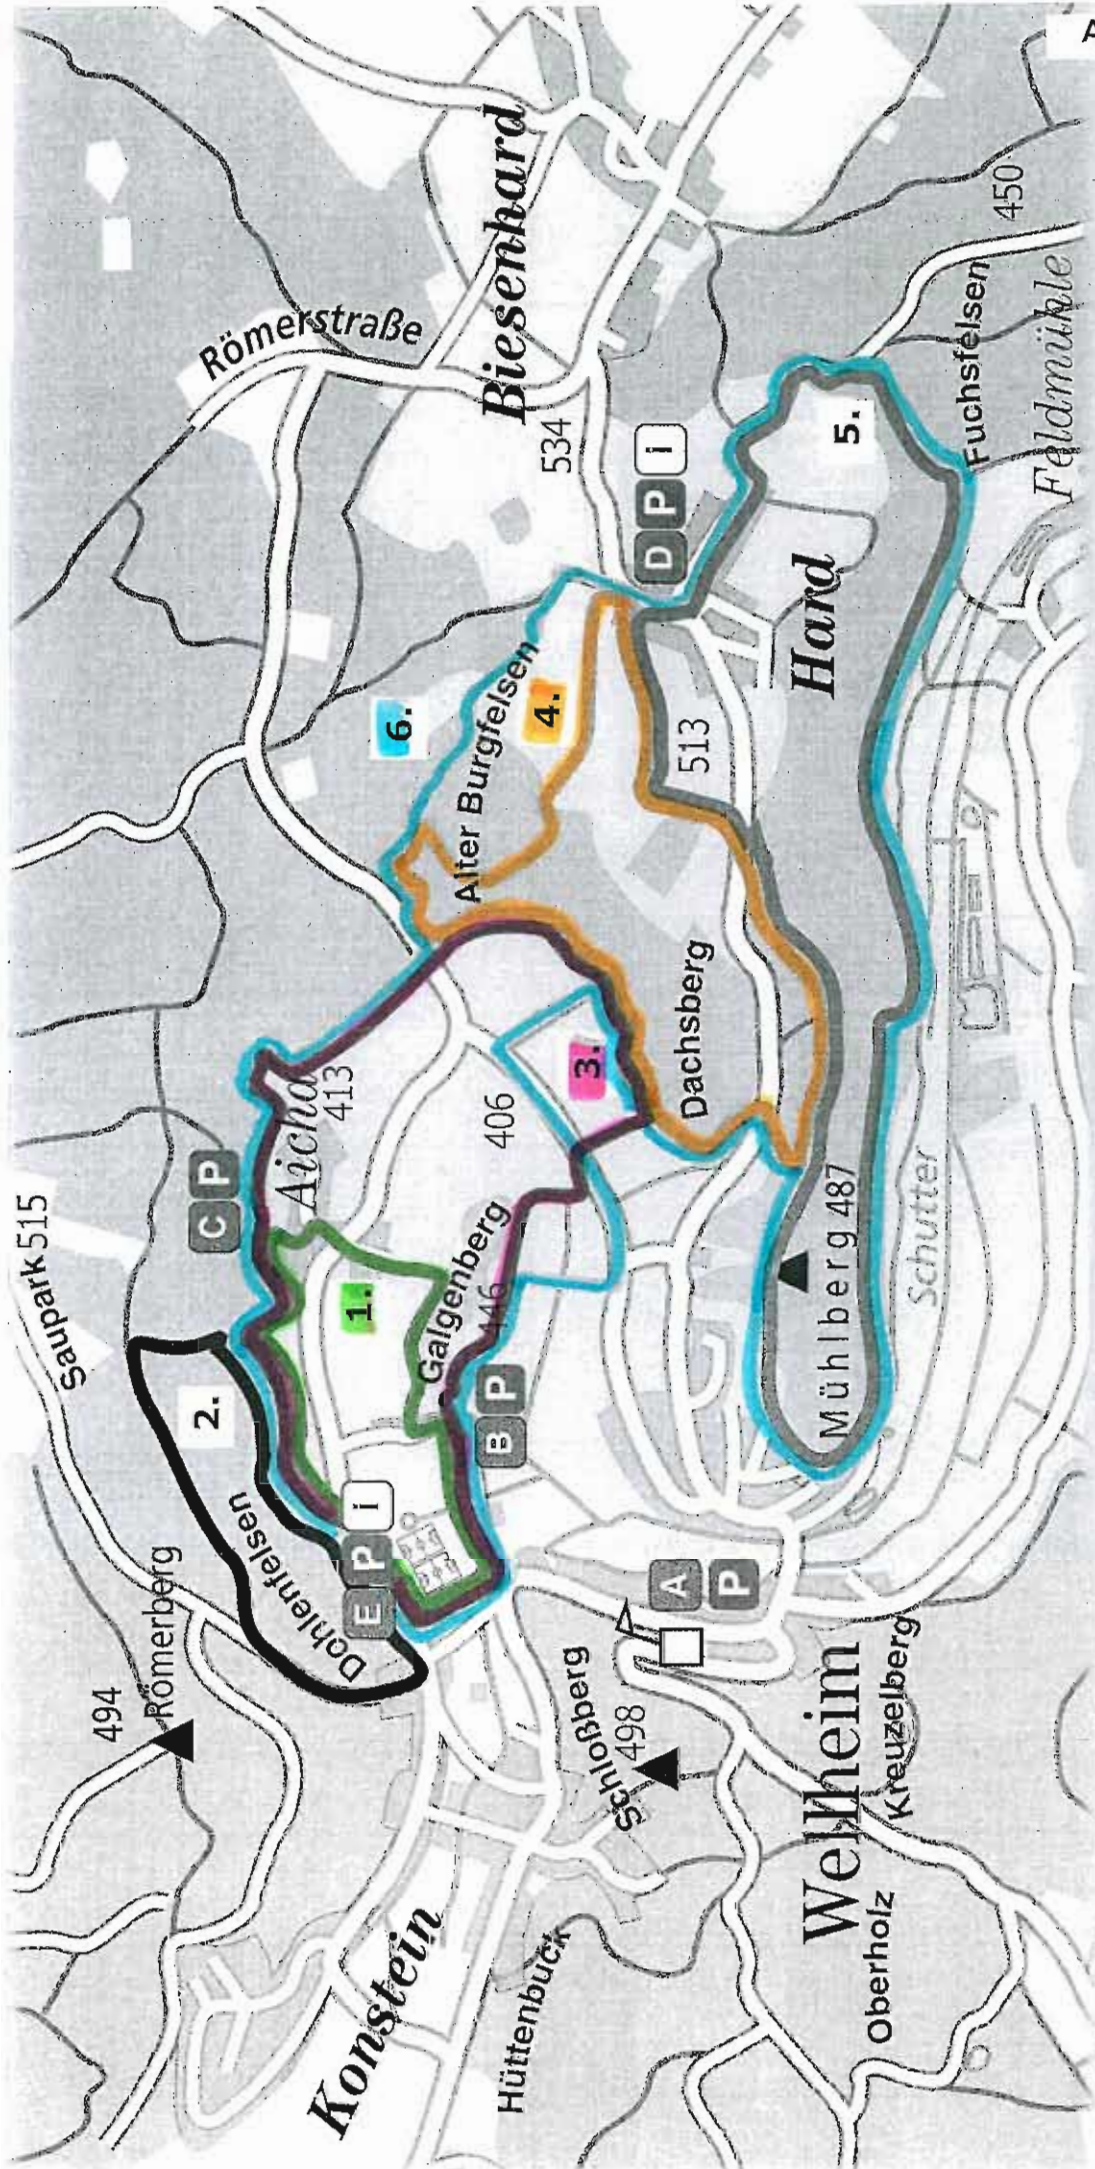 A
Saupark 515
494
Römerberg
Dohlenfelsen
2.
C P
Aicha
413
1.
E P i
Galgenberg
446
B P
406
3.
6.
Alter Burgfelsen
4.
Römerstraße
Biesenhard
534
D P i
Hard
513
Dachsberg
5.
450
Fuchsfelsen
Feldmühle
Schutter
Mühlberg 487
A P
Schloßberg
498
Konstein
Hüttenbuck
Wellheim
Kreuzelberg
Oberholz